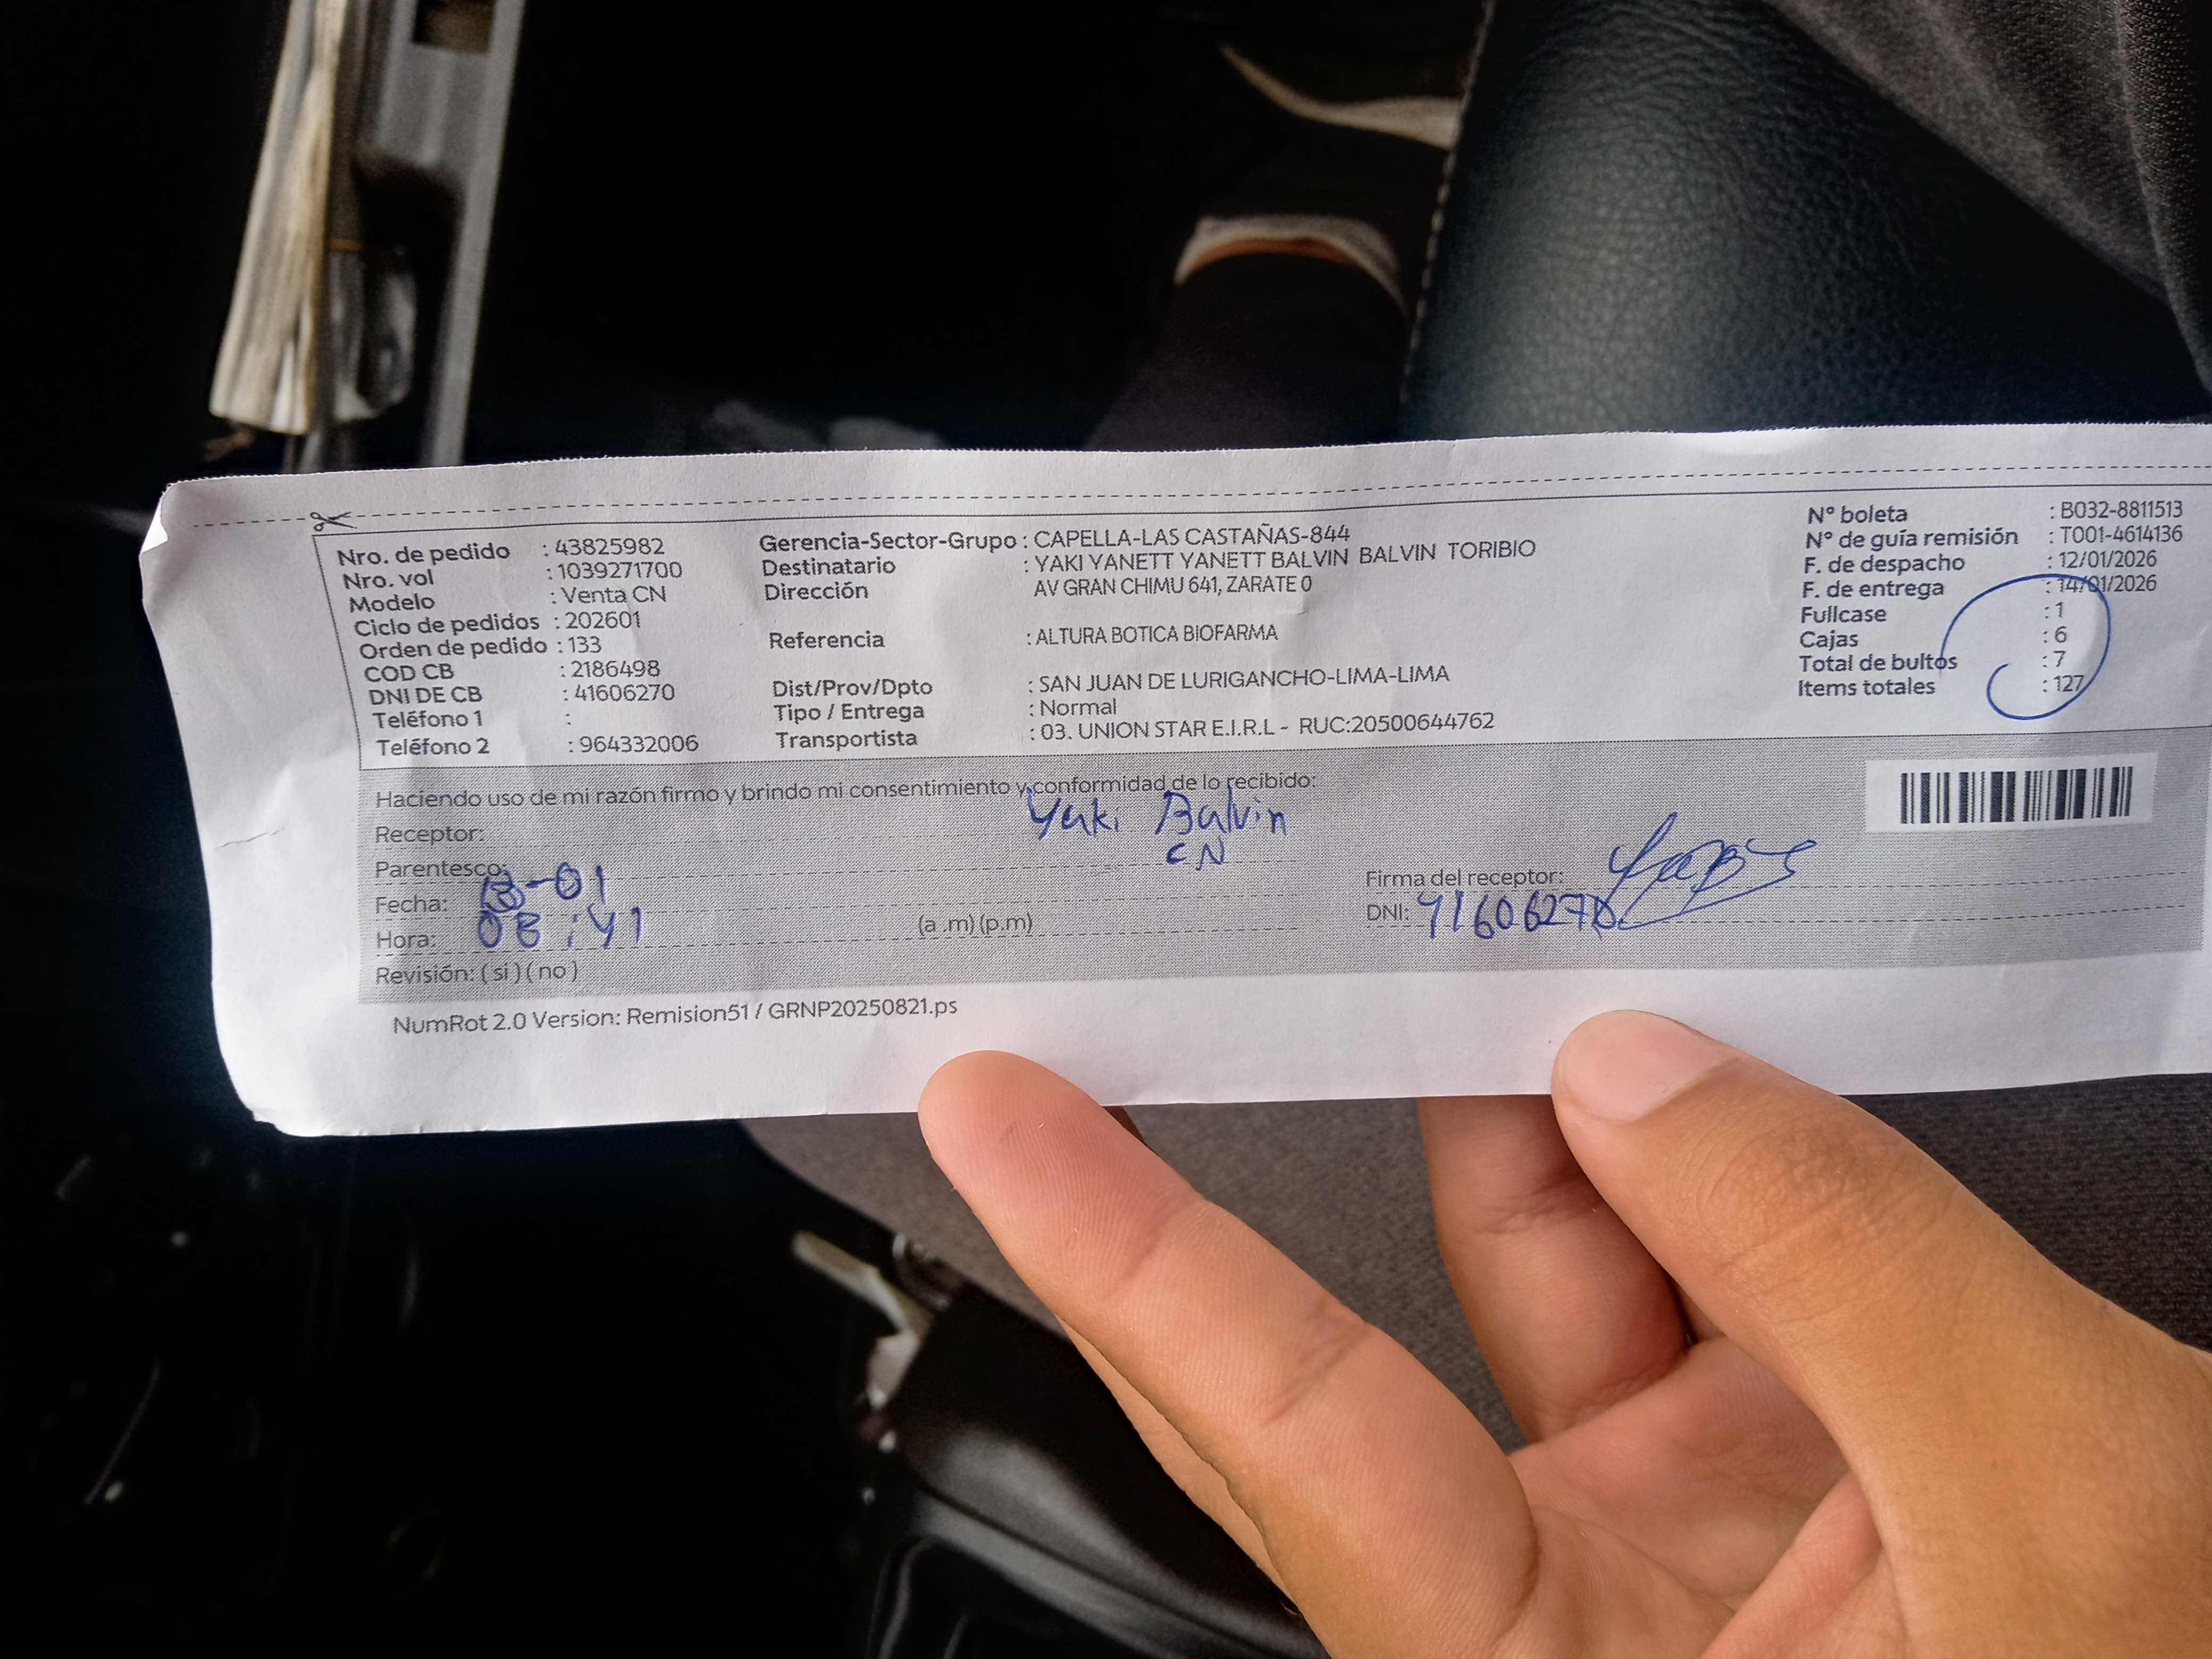 Nro. de pedido : 43825982
Nro. vol : 1039271700
Modelo : Venta CN
Ciclo de pedidos : 202601
Orden de pedido : 133
COD CB : 2186498
DNI DE CB : 41606270
Teléfono 1 :
Teléfono 2 : 964332006
Gerencia-Sector-Grupo : CAPELLA-LAS CASTAÑAS-844
Destinatario : YAKI YANETT YANETT BALVIN BALVIN TORIBIO
Dirección AV GRAN CHIMU 641, ZARATE 0
Referencia : ALTURA BOTICA BIOFARMA
Dist/Prov/Dpto : SAN JUAN DE LURIGANCHO-LIMA-LIMA
Tipo / Entrega : Normal
Transportista : 03. UNION STAR E.I.R.L - RUC:20500644762
N° boleta : B032-8811513
N° de guía remisión : T001-4614136
F. de despacho : 12/01/2026
F. de entrega : 14/01/2026
Fullcase : 1
Cajas : 6
Total de bultos : 7
Items totales : 127
Haciendo uso de mi razón firmo y brindo mi consentimiento y conformidad de lo recibido:
Receptor: Yaki Balvin
Parentesco: CN
Fecha: 13-01
Hora: 08:41 (a .m) (p.m)
Revisión: ( si ) ( no )
Firma del receptor:
DNI: 41606270
NumRot 2.0 Version: Remision51 / GRNP20250821.ps